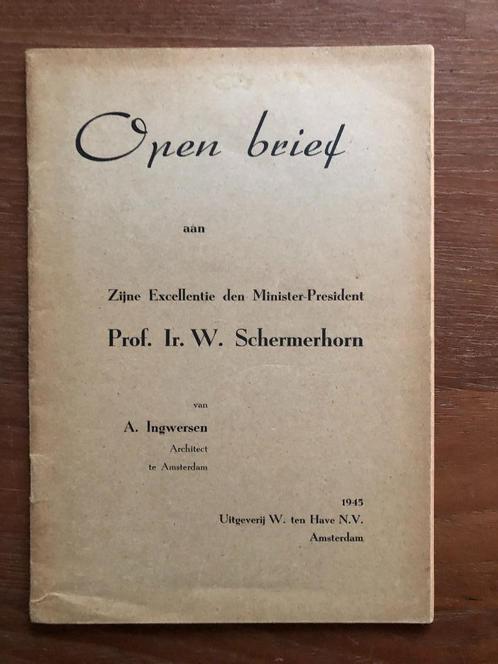 Open brief
aan
Zijne Excellentie den Minister-President
Prof. Ir. W. Schermerhorn
van
A. Ingwersen
Architect
te Amsterdam
1945
Uitgeverij W. ten Have N.V.
Amsterdam